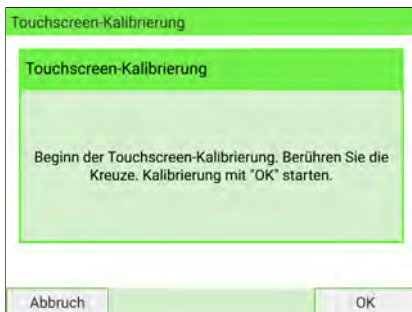 Touchscreen-Kalibrierung
Touchscreen-Kalibrierung
Beginn der Touchscreen-Kalibrierung. Berühren Sie die
Kreuze. Kalibrierung mit "OK" starten.
Abbruch
OK